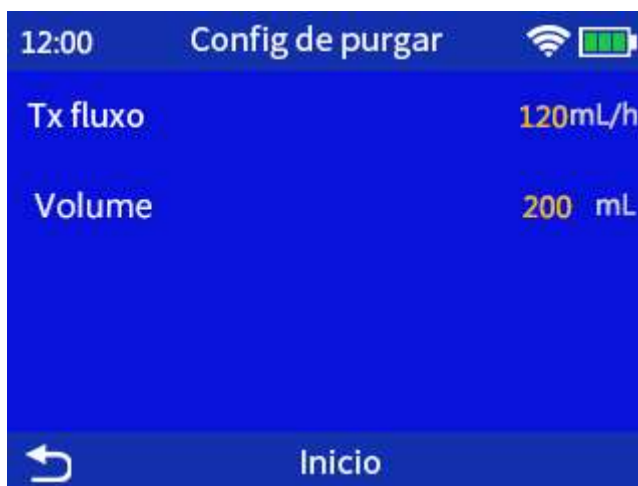 12:00 Config de purgar
Tx fluxo 120mL/h
Volume 200 mL
Inicio